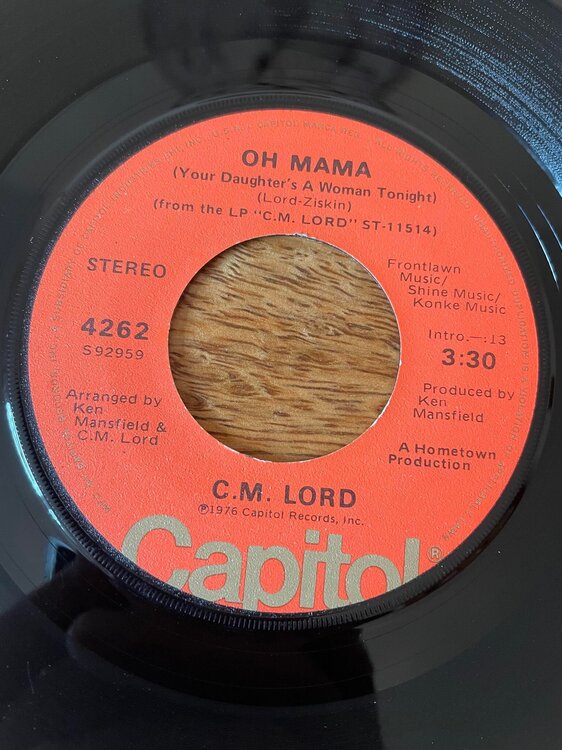 OH MAMA
(Your Daughter's A Woman Tonight)
(Lord-Ziskin)
(from the LP "C.M. LORD" ST-11514)
STEREO
4262
S92959
Arranged by
Ken
Mansfield &
C.M. Lord
Frontlawn
Music/
Shine Music/
Konke Music
Intro.—:13
3:30
Produced by
Ken
Mansfield
A Hometown
Production
C.M. LORD
℗1976 Capitol Records, Inc.
Capitol®